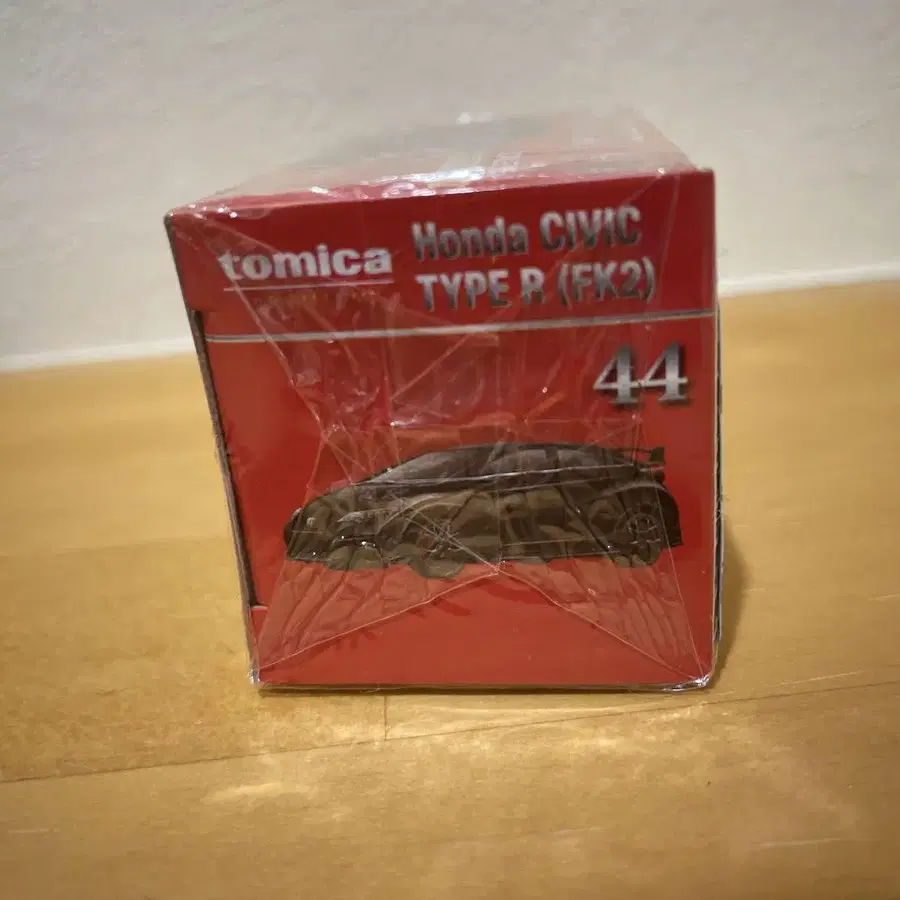 tomica
Honda CIVIC
TYPE R (FK2)
44